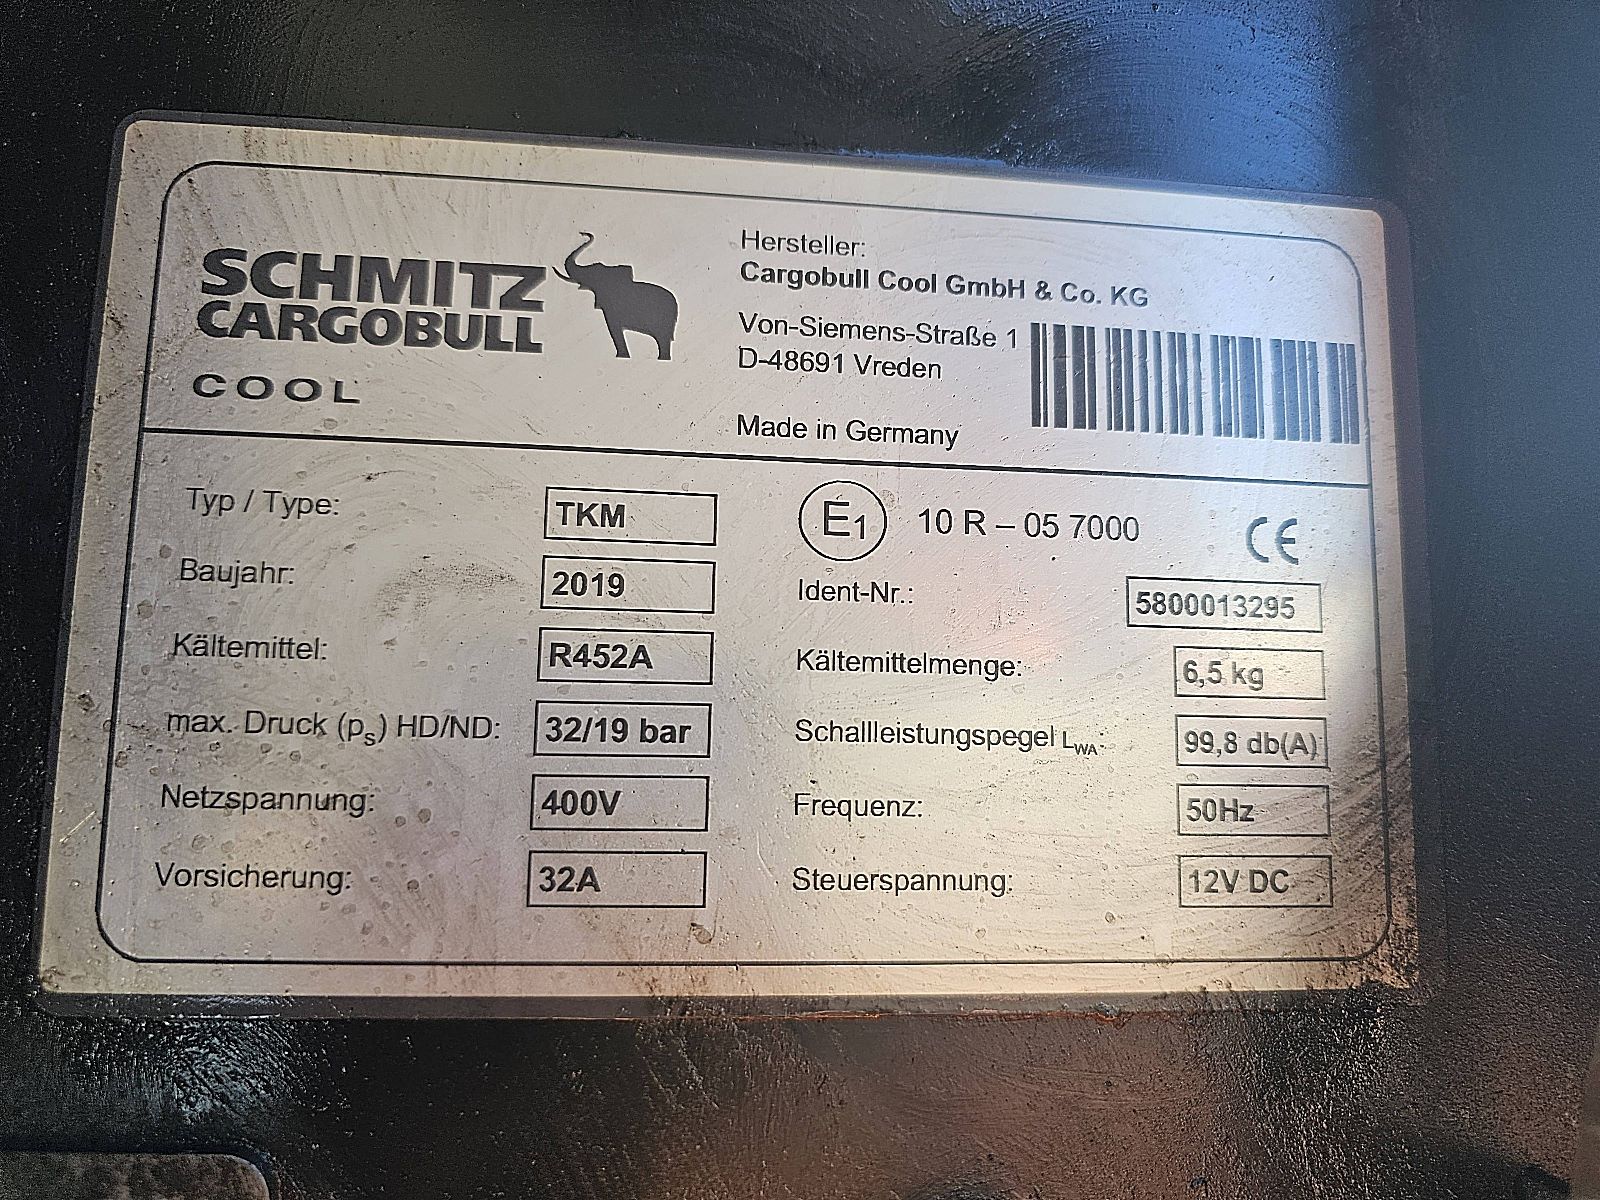 SCHMITZ
CARGOBULL
COOL
Hersteller:
Cargobull Cool GmbH & Co. KG
Von-Siemens-Straße 1
D-48691 Vreden
Made in Germany
Typ / Type: TKM
E1 10 R – 05 7000 CE
Baujahr: 2019
Ident-Nr.: 5800013295
Kältemittel: R452A
Kältemittelmenge: 6,5 kg
max. Druck (ps) HD/ND: 32/19 bar
Schallleistungspegel LWA: 99,8 db(A)
Netzspannung: 400V
Frequenz: 50Hz
Vorsicherung: 32A
Steuerspannung: 12V DC